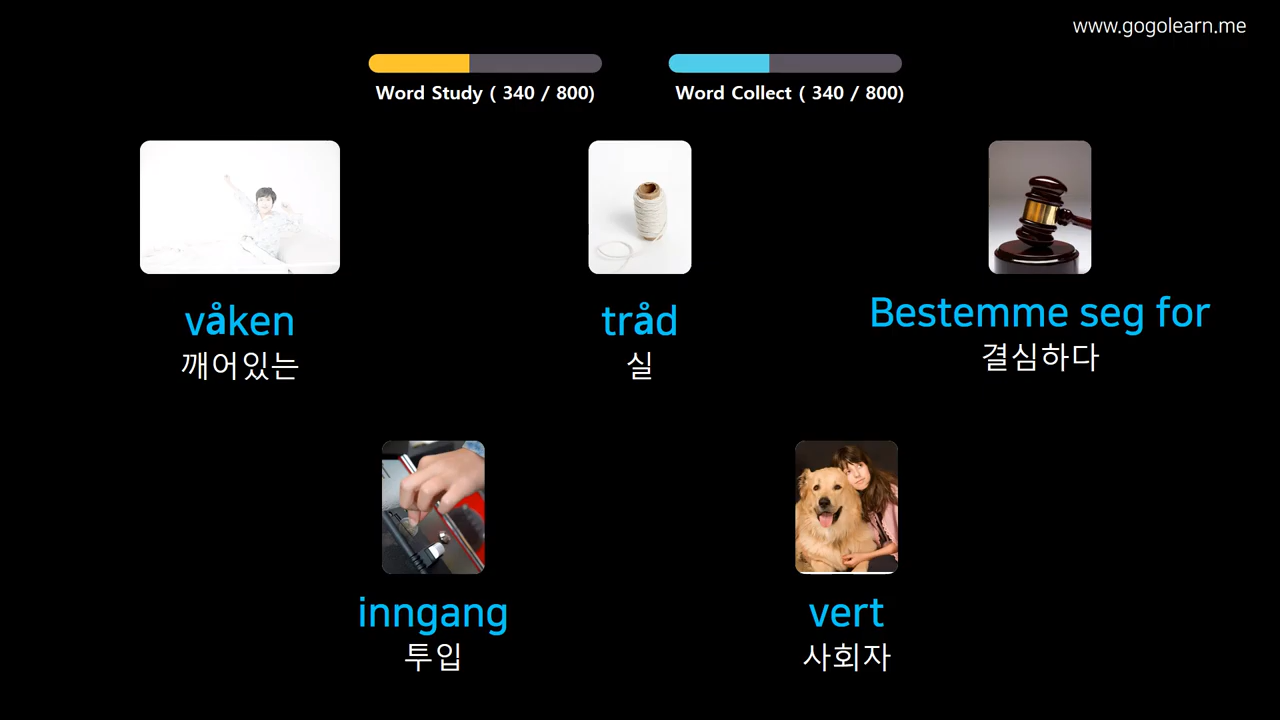 www.gogolearn.me
Word Study ( 340 / 800)
Word Collect ( 340 / 800)
våken
깨어있는
tråd
실
Bestemme seg for
결심하다
inngang
투입
vert
사회자